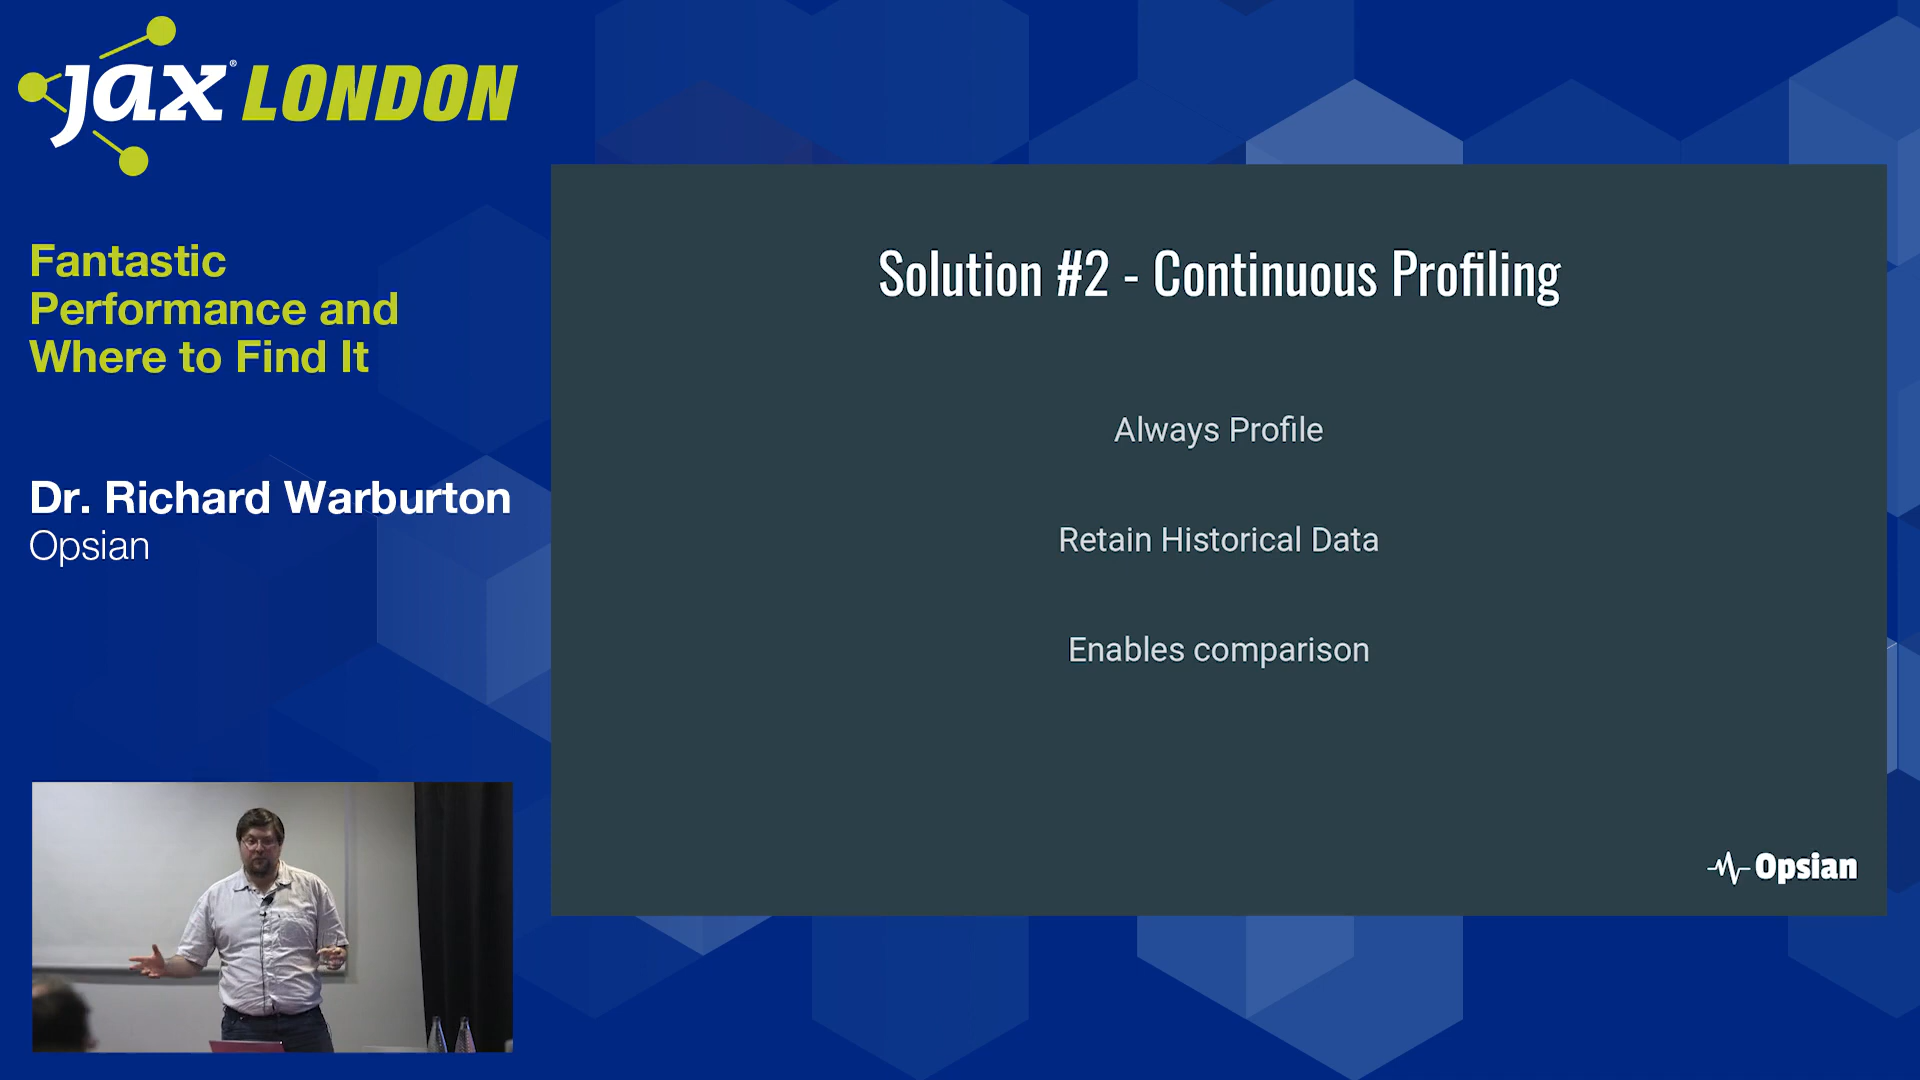 jax® LONDON
Fantastic
Performance and
Where to Find It
Dr. Richard Warburton
Opsian
Solution #2 - Continuous Profiling
Always Profile
Retain Historical Data
Enables comparison
Opsian